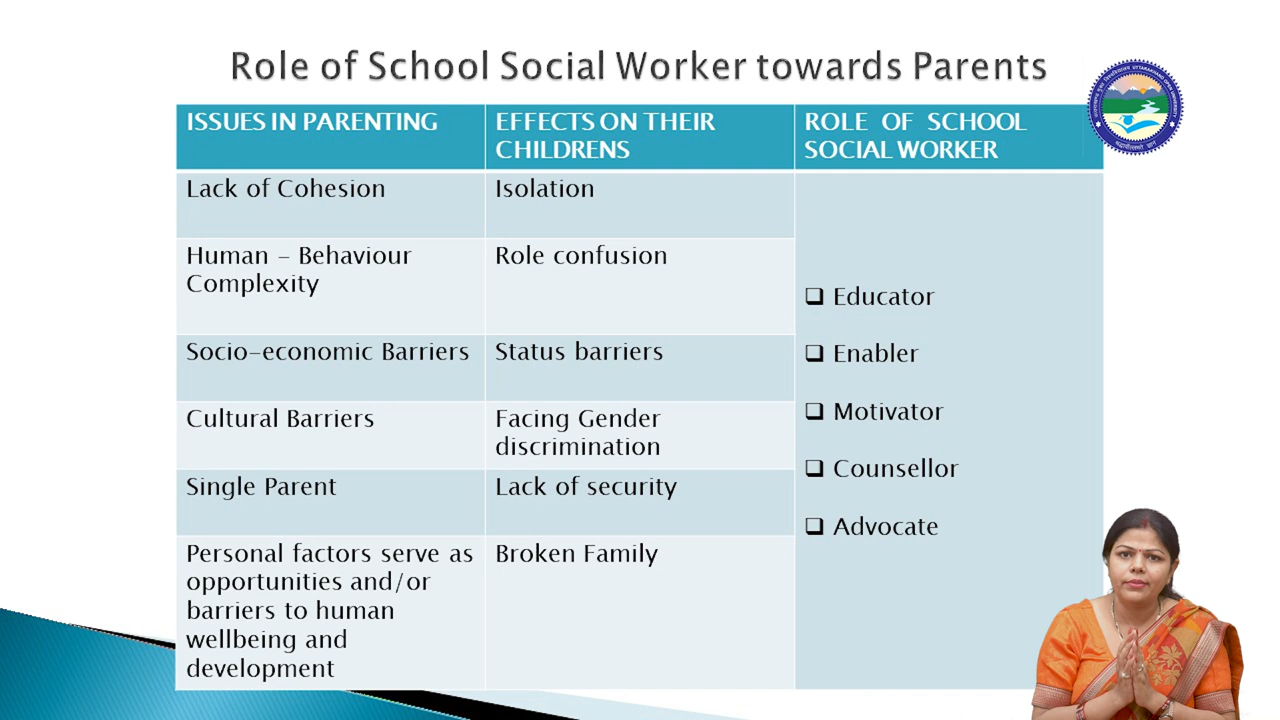 Role of School Social Worker towards Parents
ISSUES IN PARENTING
EFFECTS ON THEIR
CHILDRENS
ROLE OF SCHOOL
SOCIAL WORKER
Lack of Cohesion
Isolation
Human – Behaviour
Complexity
Role confusion
Socio-economic Barriers
Status barriers
Cultural Barriers
Facing Gender
discrimination
Single Parent
Lack of security
Personal factors serve as
opportunities and/or
barriers to human
wellbeing and
development
Broken Family
❑ Educator
❑ Enabler
❑ Motivator
❑ Counsellor
❑ Advocate